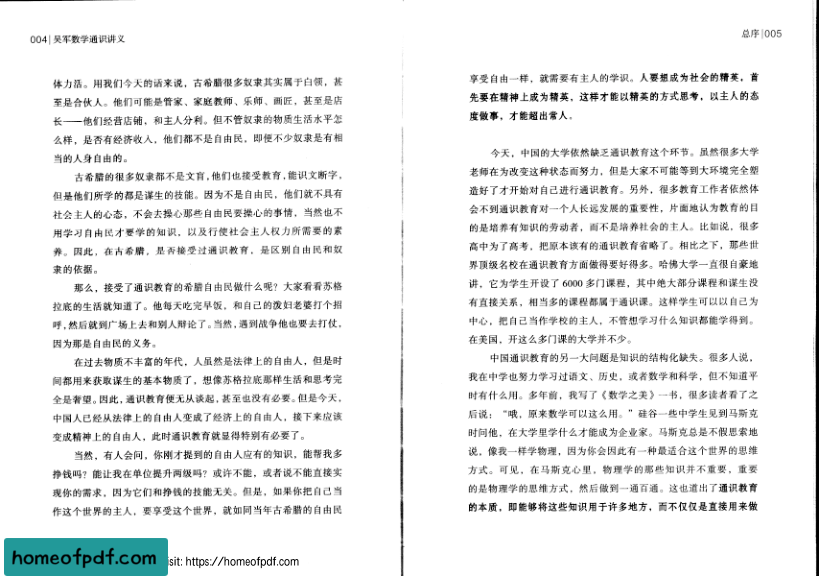 004|吴军数学通识讲义
体力活。用我们今天的话来说，古希腊很多奴隶其实属于白领，甚
至是合伙人。他们可能是管家、家庭教师、乐师、画匠，甚至是店
长——他们经营店铺，和主人分利。但不管奴隶的物质生活水平怎
么样，是否有经济收入，他们都不是自由民，即便不少奴隶是有相
当的人身自由的。
古希腊的很多奴隶都不是文盲，他们也接受教育，能识文断字，
但是他们所学的都是谋生的技能。因为不是自由民，他们就不具有
社会主人的心态，不会去操心那些自由民要操心的事情，当然也不
用学习自由民才要学的知识，以及行使社会主人权力所需要的素
养。因此，在古希腊，是否接受过通识教育，是区别自由民和奴
隶的依据。
那么，接受了通识教育的希腊自由民做什么呢？大家看看苏格
拉底的生活就知道了。他每天吃完早饭，和自己的泼妇老婆打个招
呼，然后就到广场上去和别人辩论了。当然，遇到战争他也要去打仗，
因为那是自由民的义务。
在过去物质不丰富的年代，人虽然是法律上的自由人，但是时
间都用来获取谋生的基本物质了，想像苏格拉底那样生活和思考完
全是奢望。因此，通识教育便无从谈起，甚至也没有必要。但是今天，
中国人已经从法律上的自由人变成了经济上的自由人，接下来应该
变成精神上的自由人，此时通识教育就显得特别有必要了。
当然，有人会问，你刚才提到的自由人应有的知识，能帮我多
挣钱吗？能让我在单位提升两级吗？或许不能，或者说不能直接实
现你的需求，因为它们和挣钱的技能无关。但是，如果你把自己当
作这个世界的主人，要享受这个世界，就如同当年古希腊的自由民
总序|005
享受自由一样，就需要有主人的学识。人要想成为社会的精英，首
先要在精神上成为精英，这样才能以精英的方式思考，以主人的态
度做事，才能超出常人。
今天，中国的大学依然缺乏通识教育这个环节。虽然很多大学
老师在为改变这种状态而努力，但是大家不可能等到大环境完全塑
造好了才开始对自己进行通识教育。另外，很多教育工作者依然体
会不到通识教育对一个人长远发展的重要性，片面地认为教育的目
的是培养有知识的劳动者，而不是培养社会的主人。比如说，很多
高中为了高考，把原本该有的通识教育省略了。相比之下，那些世
界顶级名校在通识教育方面做得要好得多。哈佛大学一直很自豪地
讲，它为学生开设了 6000 多门课程，其中绝大部分课程和谋生没
有直接关系，相当多的课程都属于通识课。这样学生可以以自己为
中心，把自己当作学校的主人，不管想学习什么知识都能学得到。
在美国，开这么多门课的大学并不少。
中国通识教育的另一大问题是知识的结构化缺失。很多人说，
我在中学也努力学习过语文、历史，或者数学和科学，但不知道平
时有什么用。多年前，我写了《数学之美》一书，很多读者看了之
后说：“哦，原来数学可以这么用。”硅谷一些中学生见到马斯克
时问他，在大学里学什么才能成为企业家。马斯克总是不假思索地
说，像我一样学物理，因为你会因此有一种最适合这个世界的思维
方式。可见，在马斯克心里，物理学的那些知识并不重要，重要
的是物理学的思维方式，然后做到一通百通。这也道出了通识教育
的本质，即能够将这些知识用于许多地方，而不仅仅是直接用来做
homeofpdf.com
isit: https://homeofpdf.com